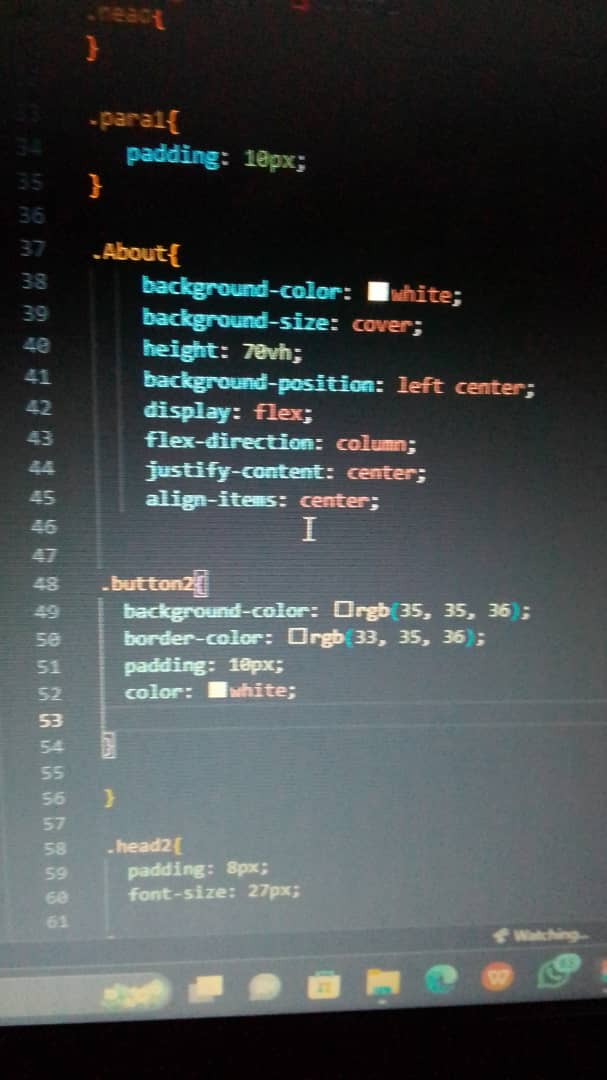 .head{
}
33
.para1{
34 padding: 10px;
35 }
36
37 .About{
38 background-color: white;
39 background-size: cover;
40 height: 70vh;
41 background-position: left center;
42 display: flex;
43 flex-direction: column;
44 justify-content: center;
45 align-items: center;
46
47
48 .button2{
49 background-color: rgb(35, 35, 36);
50 border-color: rgb(33, 35, 36);
51 padding: 10px;
52 color: white;
53
54 }
55
56 }
57
58 .head2{
59 padding: 8px;
60 font-size: 27px;
61
Watching...